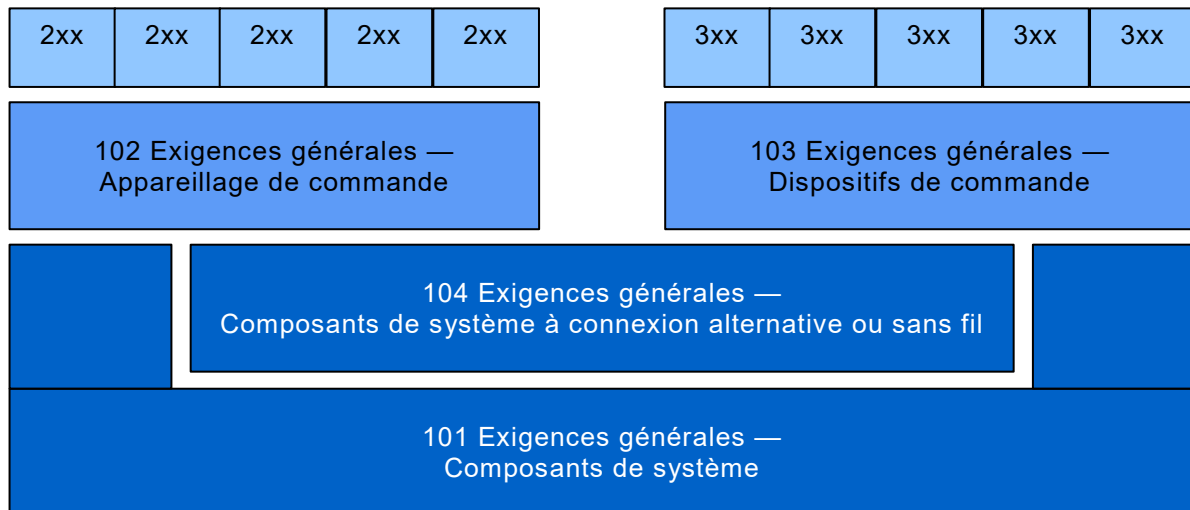 2xx 2xx 2xx 2xx 2xx 3xx 3xx 3xx 3xx 3xx
102 Exigences générales —
Appareillage de commande
103 Exigences générales —
Dispositifs de commande
104 Exigences générales —
Composants de système à connexion alternative ou sans fil
101 Exigences générales —
Composants de système